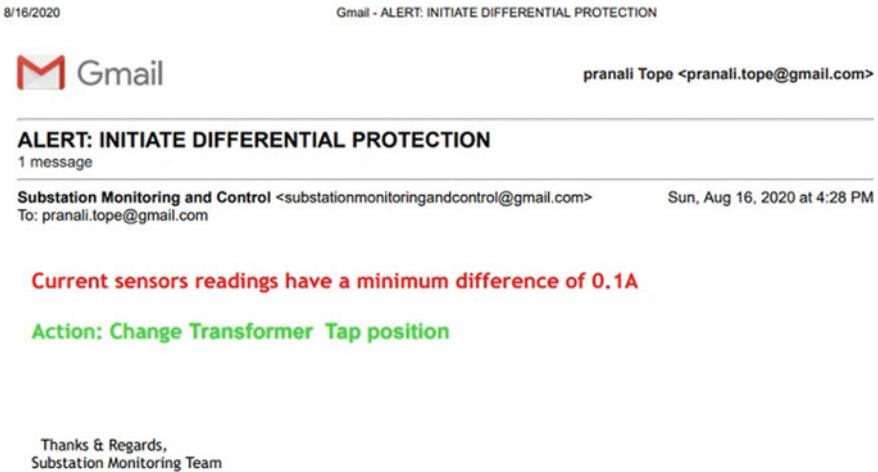 8/16/2020 Gmail - ALERT: INITIATE DIFFERENTIAL PROTECTION
Gmail pranali Tope <pranali.tope@gmail.com>
ALERT: INITIATE DIFFERENTIAL PROTECTION
1 message
Substation Monitoring and Control <substationmonitoringandcontrol@gmail.com> Sun, Aug 16, 2020 at 4:28 PM
To: pranali.tope@gmail.com
Current sensors readings have a minimum difference of 0.1A
Action: Change Transformer Tap position
Thanks & Regards,
Substation Monitoring Team